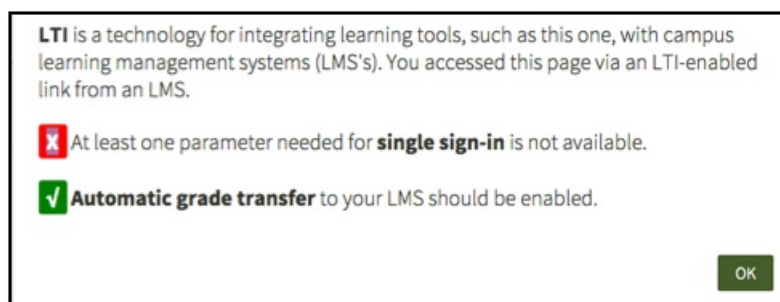 LTI is a technology for integrating learning tools, such as this one, with campus
learning management systems (LMS's). You accessed this page via an LTI-enabled
link from an LMS.
X At least one parameter needed for single sign-in is not available.
√ Automatic grade transfer to your LMS should be enabled.
OK